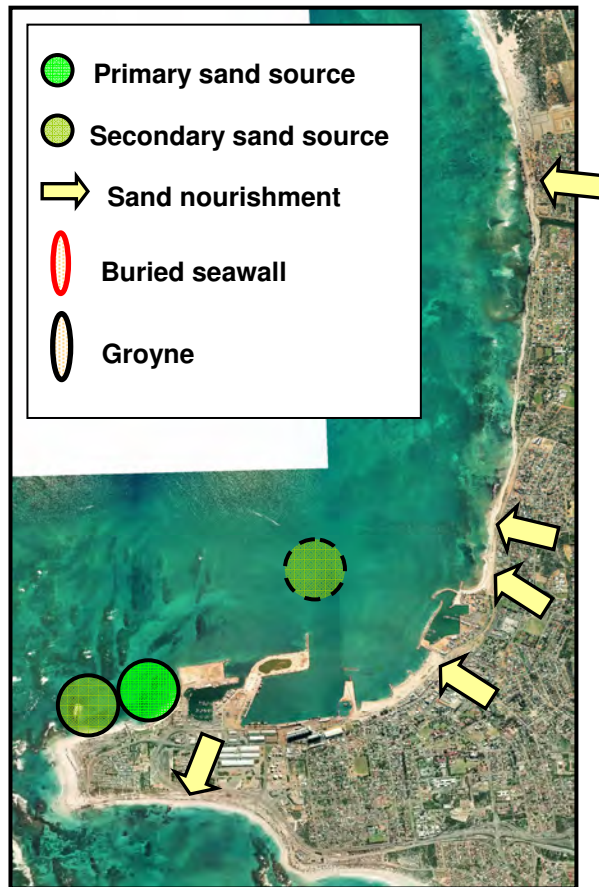 Primary sand source
Secondary sand source
Sand nourishment
Buried seawall
Groyne